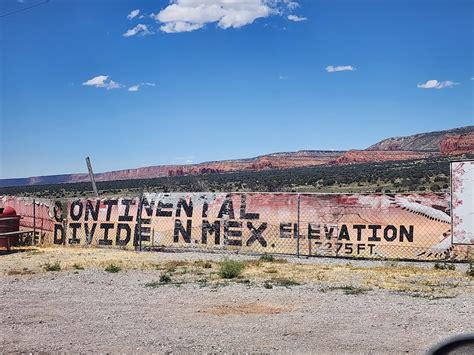 CONTINENTAL
DIVIDE N.MEX. ELEVATION
7275 FT.